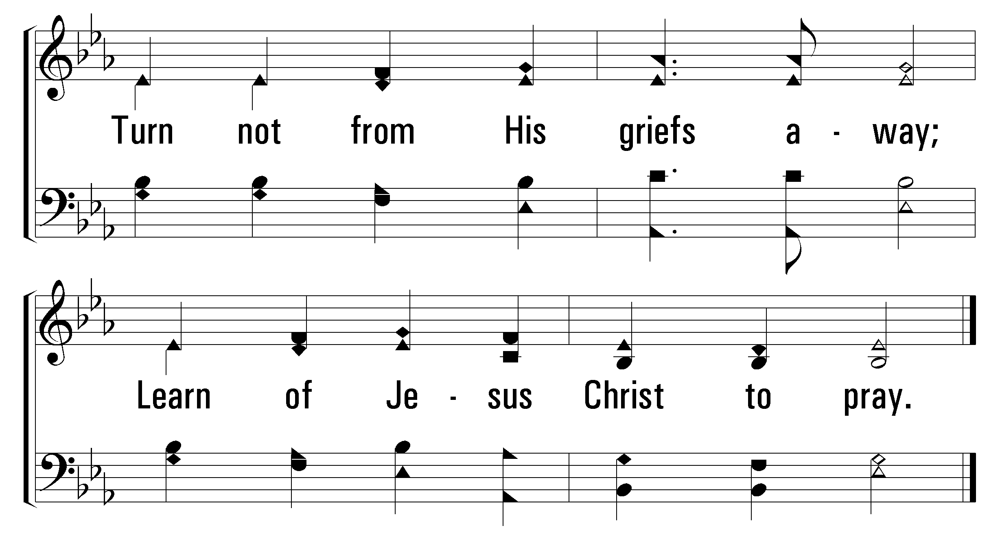 Turn not from His griefs a - way;
Learn of Je - sus Christ to pray.